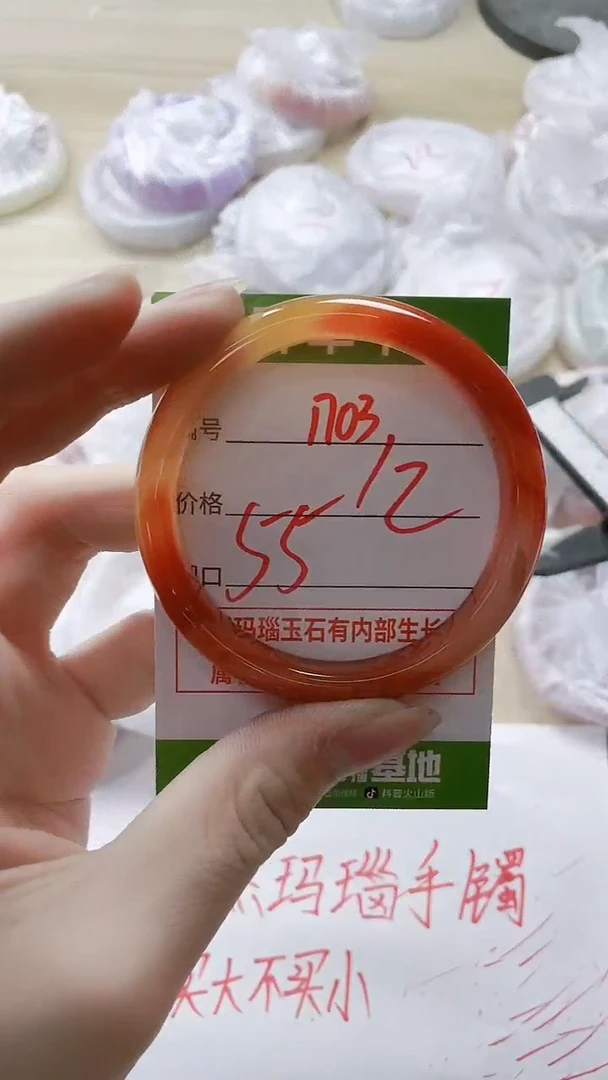 号 1703
价格
55/12
口
玛瑙玉石有内部生长
属
基地
抖音火山版
玛瑙手镯
买大不买小